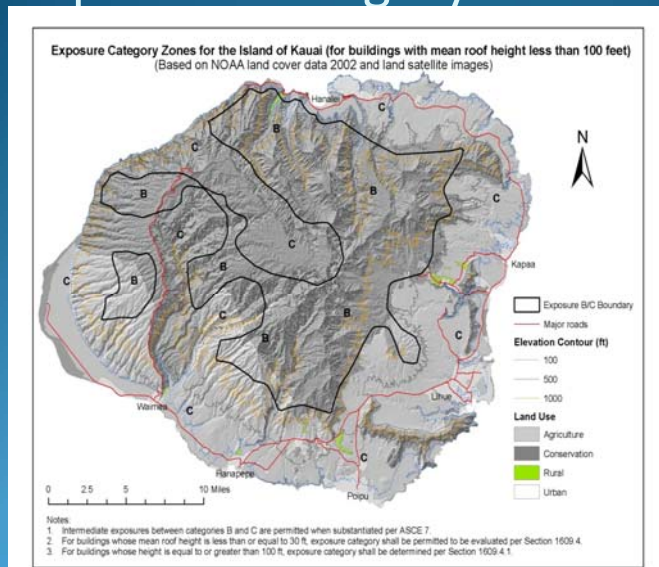 Exposure Category Zones for the Island of Kauai (for buildings with mean roof height less than 100 feet)
(Based on NOAA land cover data 2002 and land satellite images)
Hanalei
C
B
N
C
B
B
C
C
C
Kapaa
C
B
B
C
B
C
B
Lihue
Waimea
C
C
Hanapepe
Poipu
Exposure B/C Boundary
Major roads
Elevation Contour (ft)
100
500
1000
Land Use
Agriculture
Conservation
Rural
Urban
0 2.5 5 10 Miles
Notes:
1. Intermediate exposures between categories B and C are permitted when substantiated per ASCE 7.
2. For buildings whose mean roof height is less than or equal to 30 ft, exposure category shall be permitted to be evaluated per Section 1609.4.
3. For buildings whose height is equal to or greater than 100 ft, exposure category shall be determined per Section 1609.4.1.